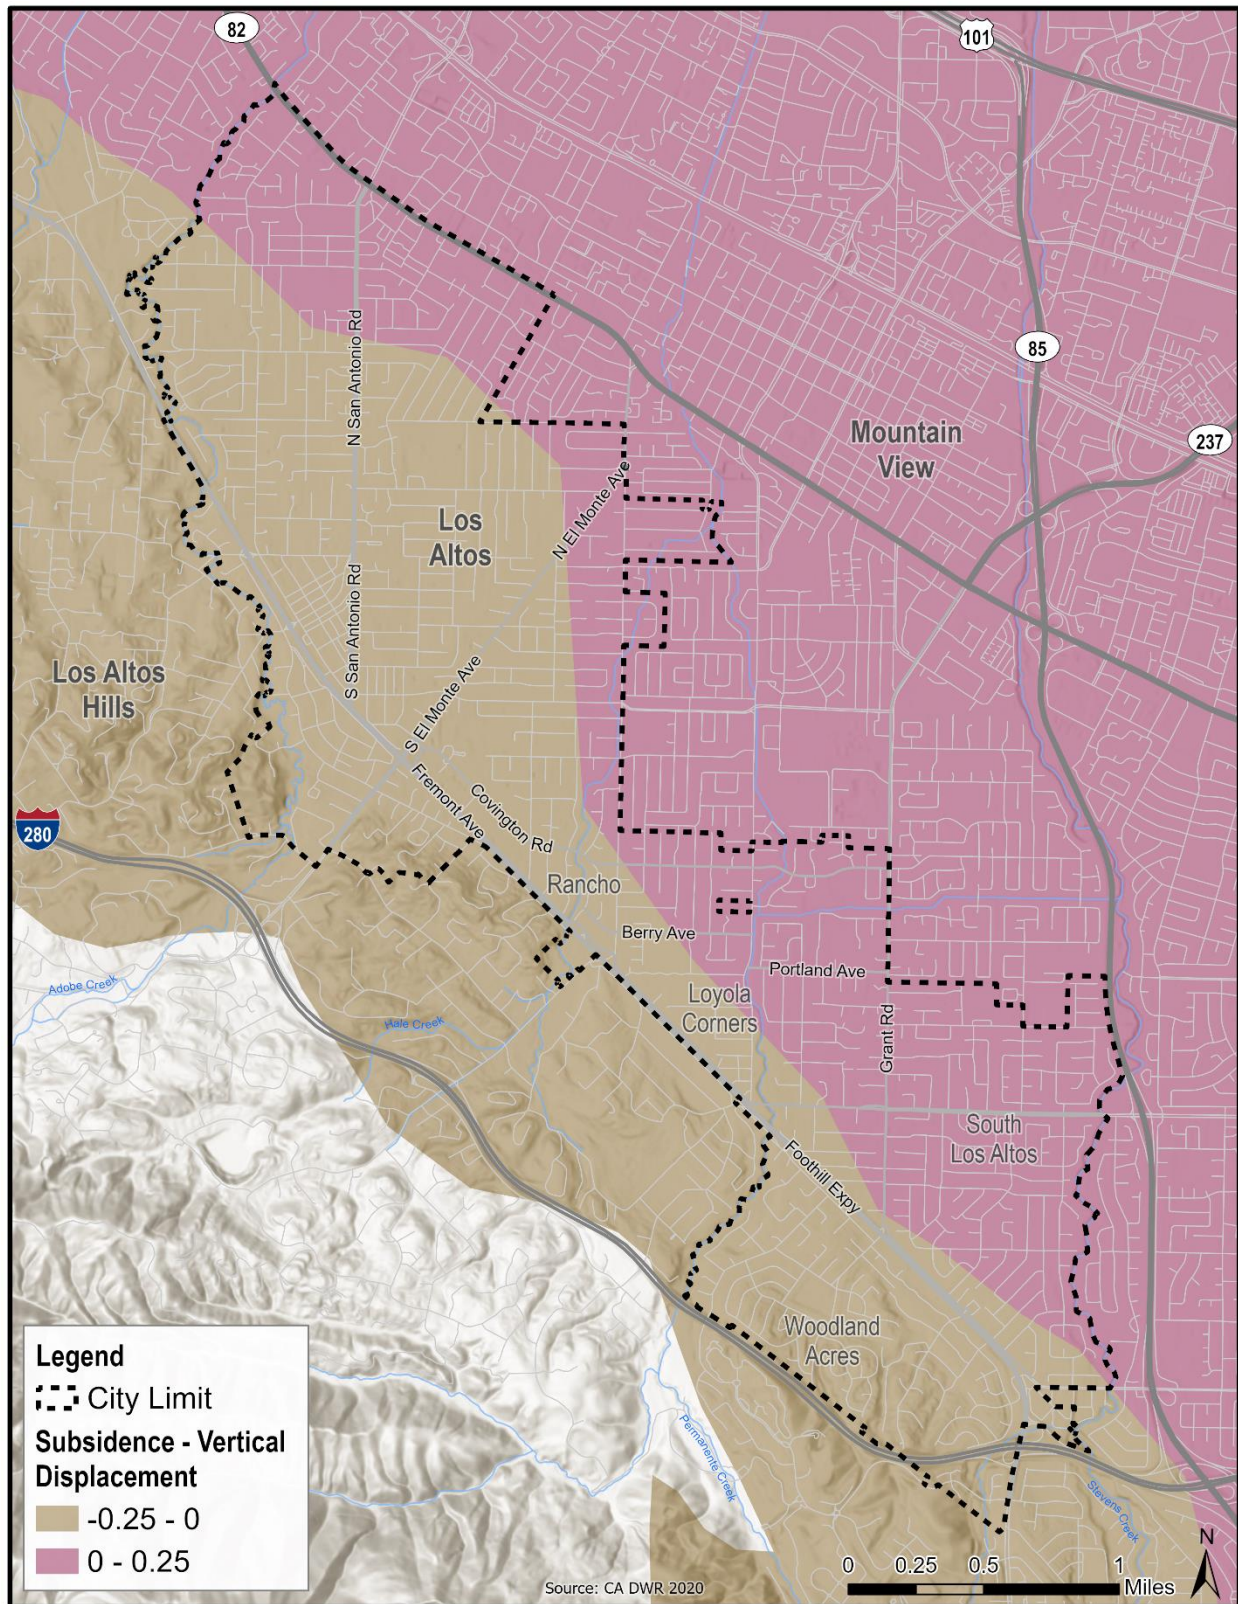 82
101
N San Antonio Rd
85
Mountain
View
237
Los
Altos
N El Monte Ave
S San Antonio Rd
Los Altos
Hills
S El Monte Ave
Fremont Ave
Covington
Rd
280
Rancho
Berry Ave
Portland Ave
Adobe Creek
Loyola
Corners
Hale Creek
Grant Rd
South
Los Altos
Foothill Expy
Woodland
Acres
Permanente Creek
Stevens Creek
Legend
City Limit
Subsidence - Vertical
Displacement
-0.25 - 0
0 - 0.25
Source: CA DWR 2020
0 0.25 0.5 1
Miles
N